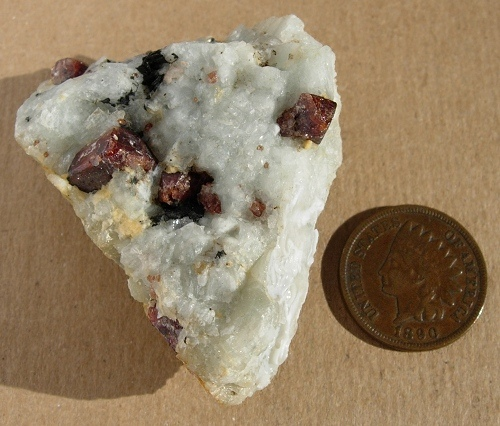 UNITED STATES OF AMERICA
1890